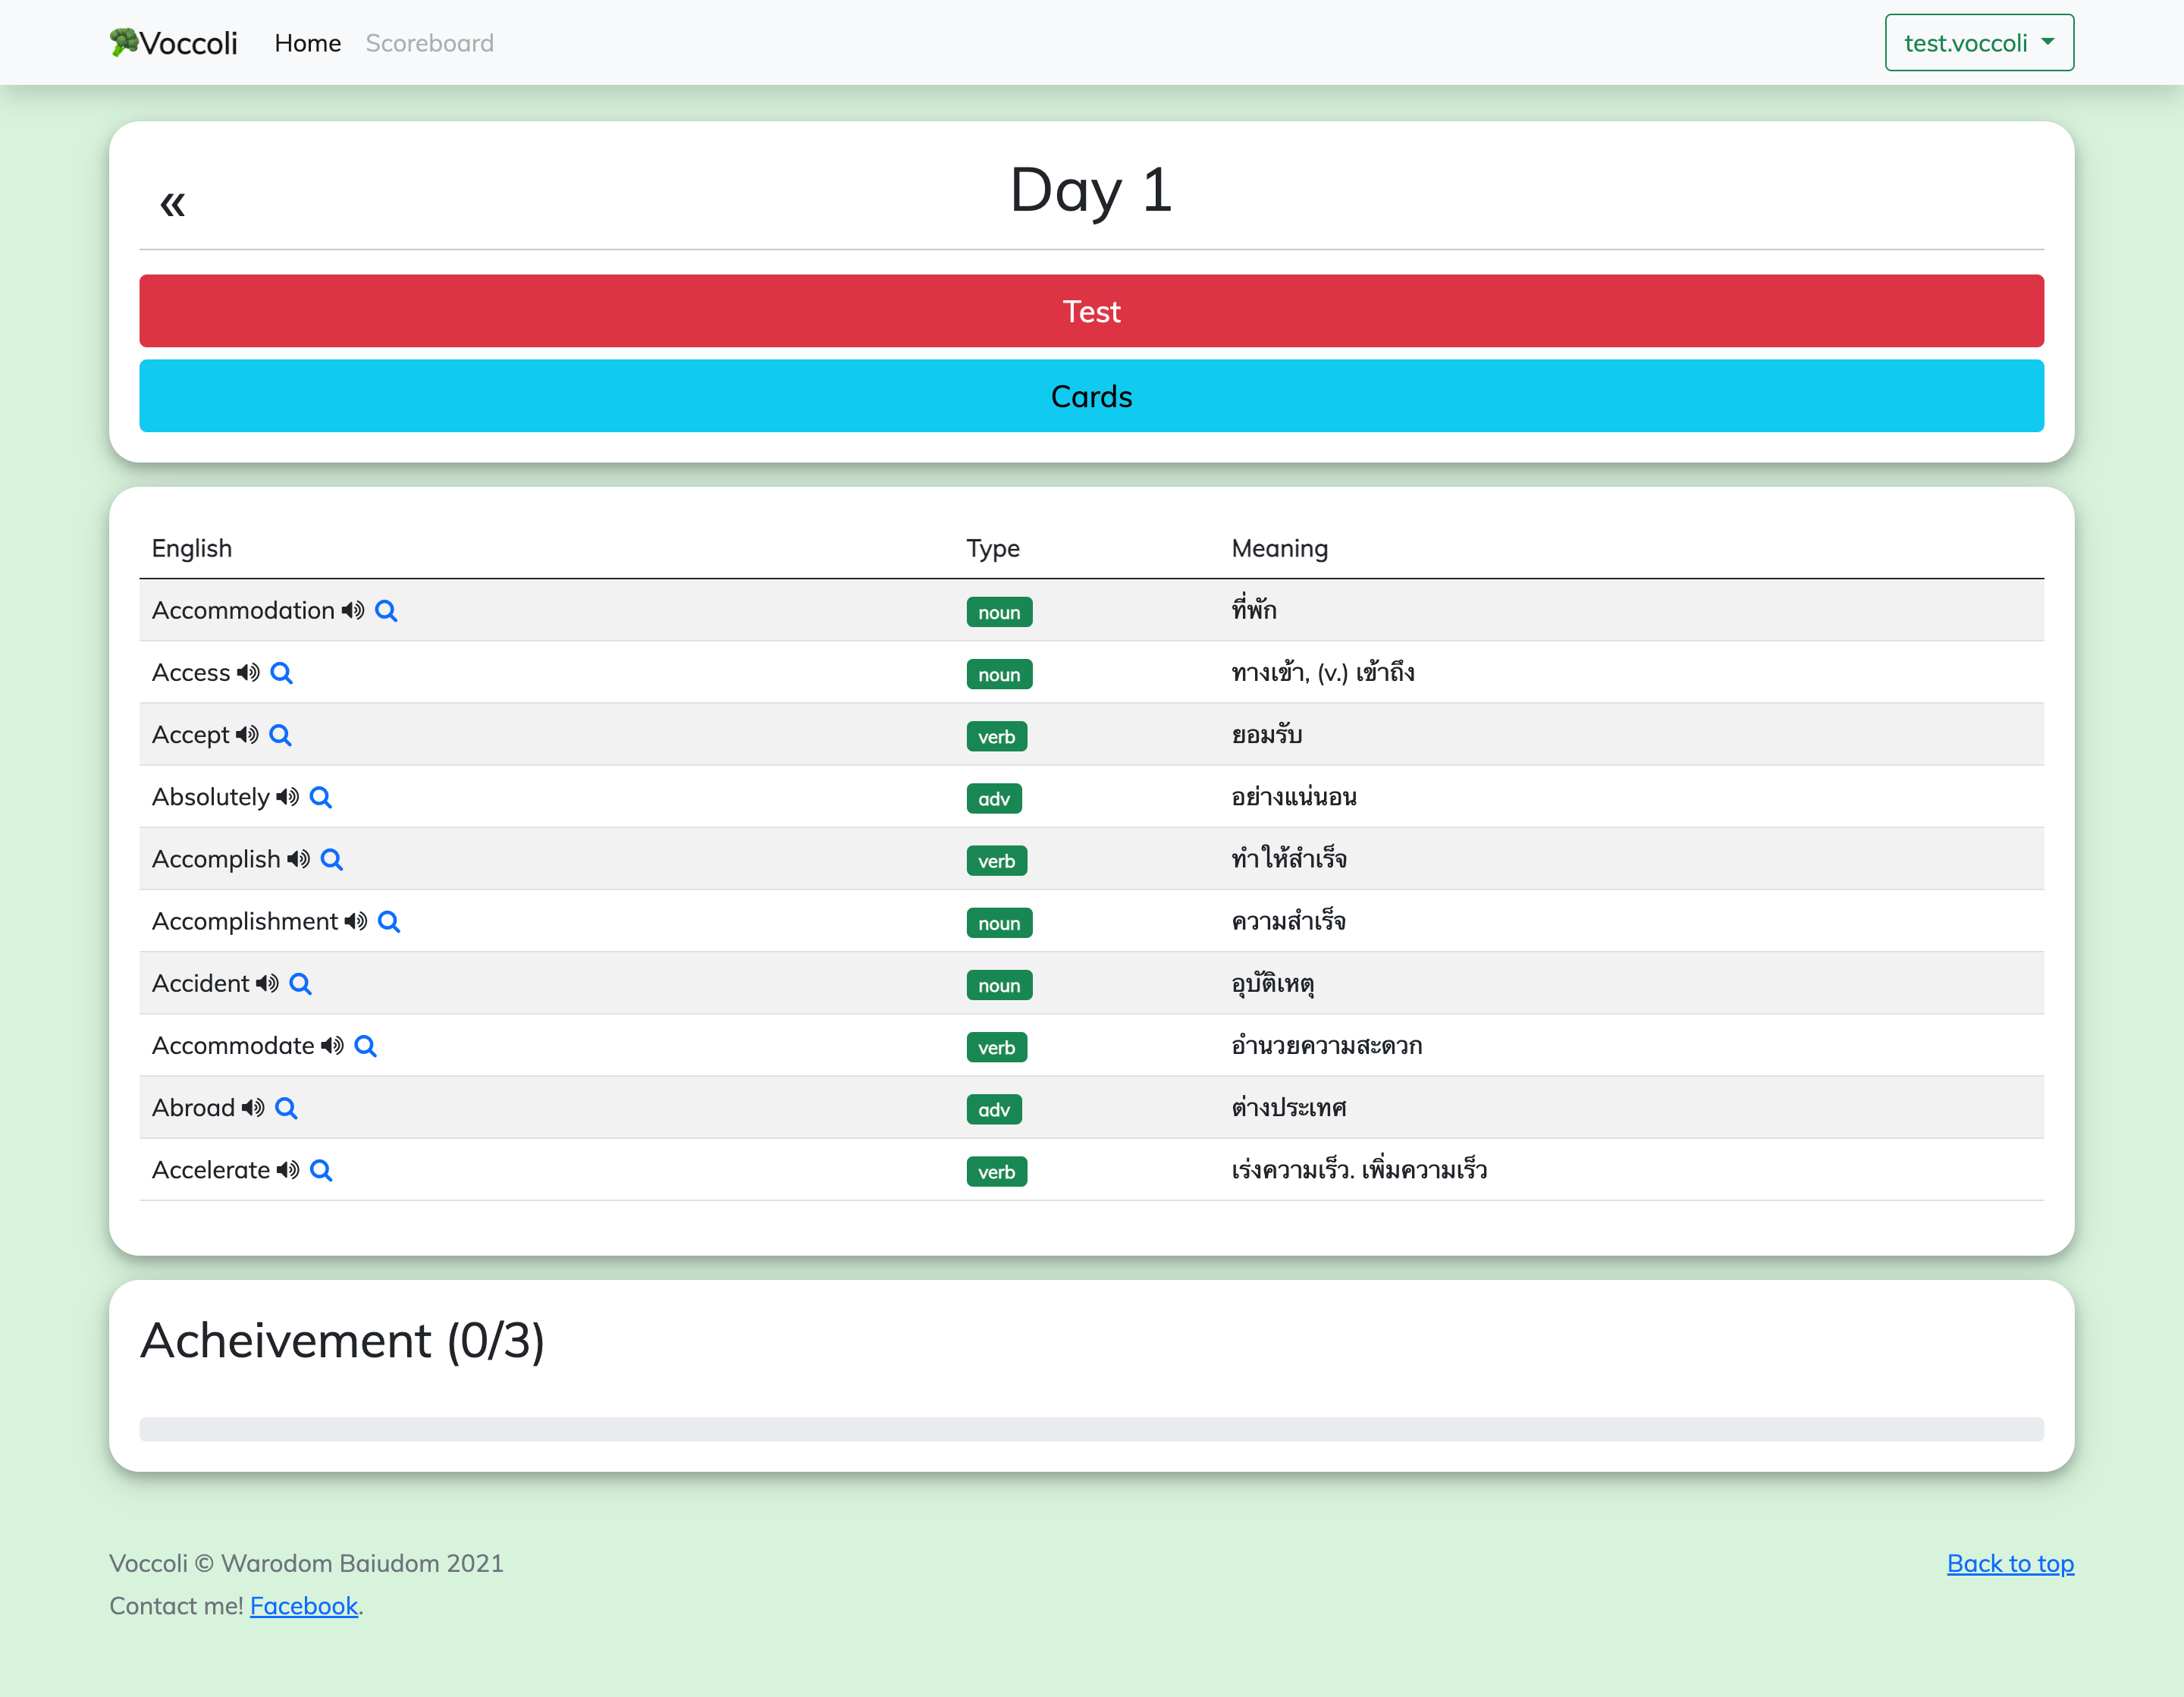 Voccoli Home Scoreboard test.voccoli
« Day 1
Test
Cards
English Type Meaning
Accommodation noun ที่พัก
Access noun ทางเข้า, (v.) เข้าถึง
Accept verb ยอมรับ
Absolutely adv อย่างแน่นอน
Accomplish verb ทำให้สำเร็จ
Accomplishment noun ความสำเร็จ
Accident noun อุบัติเหตุ
Accommodate verb อำนวยความสะดวก
Abroad adv ต่างประเทศ
Accelerate verb เร่งความเร็ว. เพิ่มความเร็ว
Acheivement (0/3)
Voccoli © Warodom Baiudom 2021 Back to top
Contact me! Facebook.